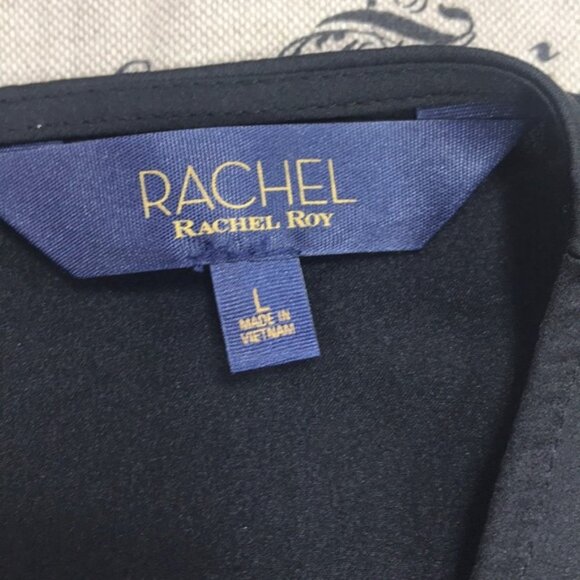 RACHEL
RACHEL ROY
L
MADE IN
VIETNAM